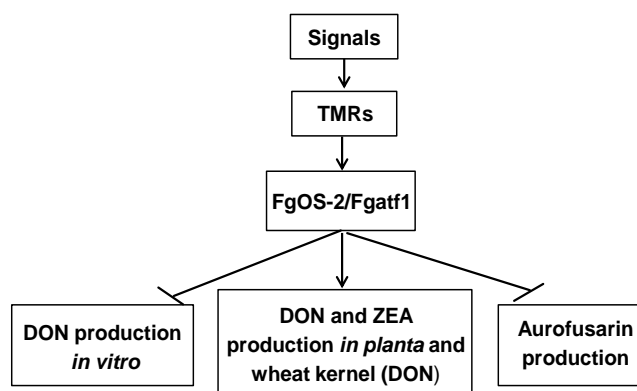 Signals
TMRs
FgOS-2/Fgatf1
DON production
in vitro
DON and ZEA
production in planta and
wheat kernel (DON)
Aurofusarin
production